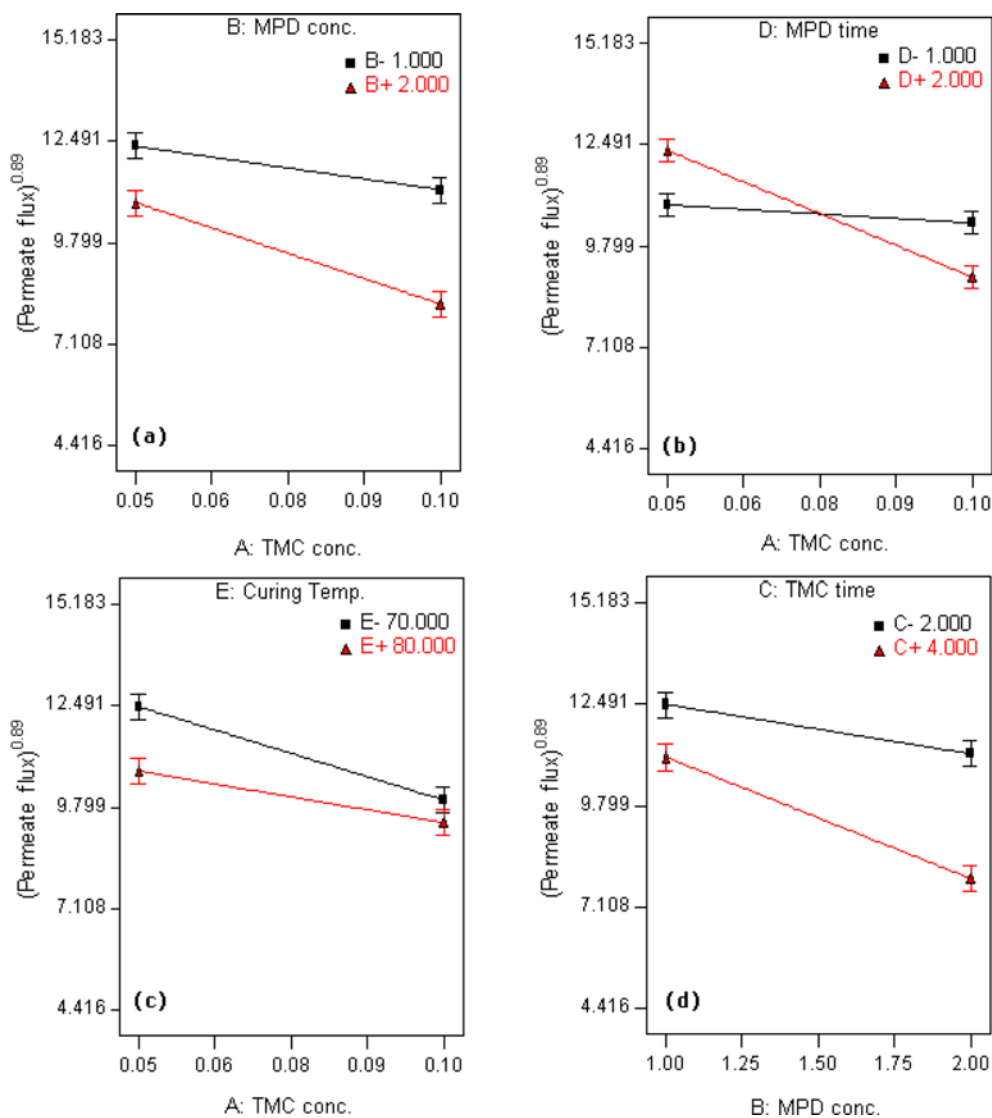 B: MPD conc.
15.183
B- 1.000
B+ 2.000
12.491
9.799
7.108
4.416
(Permeate flux)0.89
(a)
0.05 0.06 0.08 0.09 0.10
A: TMC conc.
D: MPD time
15.183
D- 1.000
D+ 2.000
12.491
9.799
7.108
4.416
(Permeate flux)0.89
(b)
0.05 0.06 0.08 0.09 0.10
A: TMC conc.
E: Curing Temp.
15.183
E- 70.000
E+ 80.000
12.491
9.799
7.108
4.416
(Permeate flux)0.89
(c)
0.05 0.06 0.08 0.09 0.10
A: TMC conc.
C: TMC time
15.183
C- 2.000
C+ 4.000
12.491
9.799
7.108
4.416
(Permeate flux)0.89
(d)
1.00 1.25 1.50 1.75 2.00
B: MPD conc.